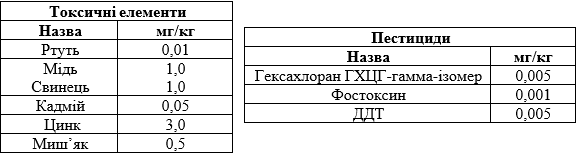 Токсичні елементи
Назва мг/кг
Ртуть 0,01
Мідь 1,0
Свинець 1,0
Кадмій 0,05
Цинк 3,0
Миш’як 0,5
Пестициди
Назва мг/кг
Гексахлоран ГХЦГ-гамма-ізомер 0,005
Фостоксин 0,001
ДДТ 0,005